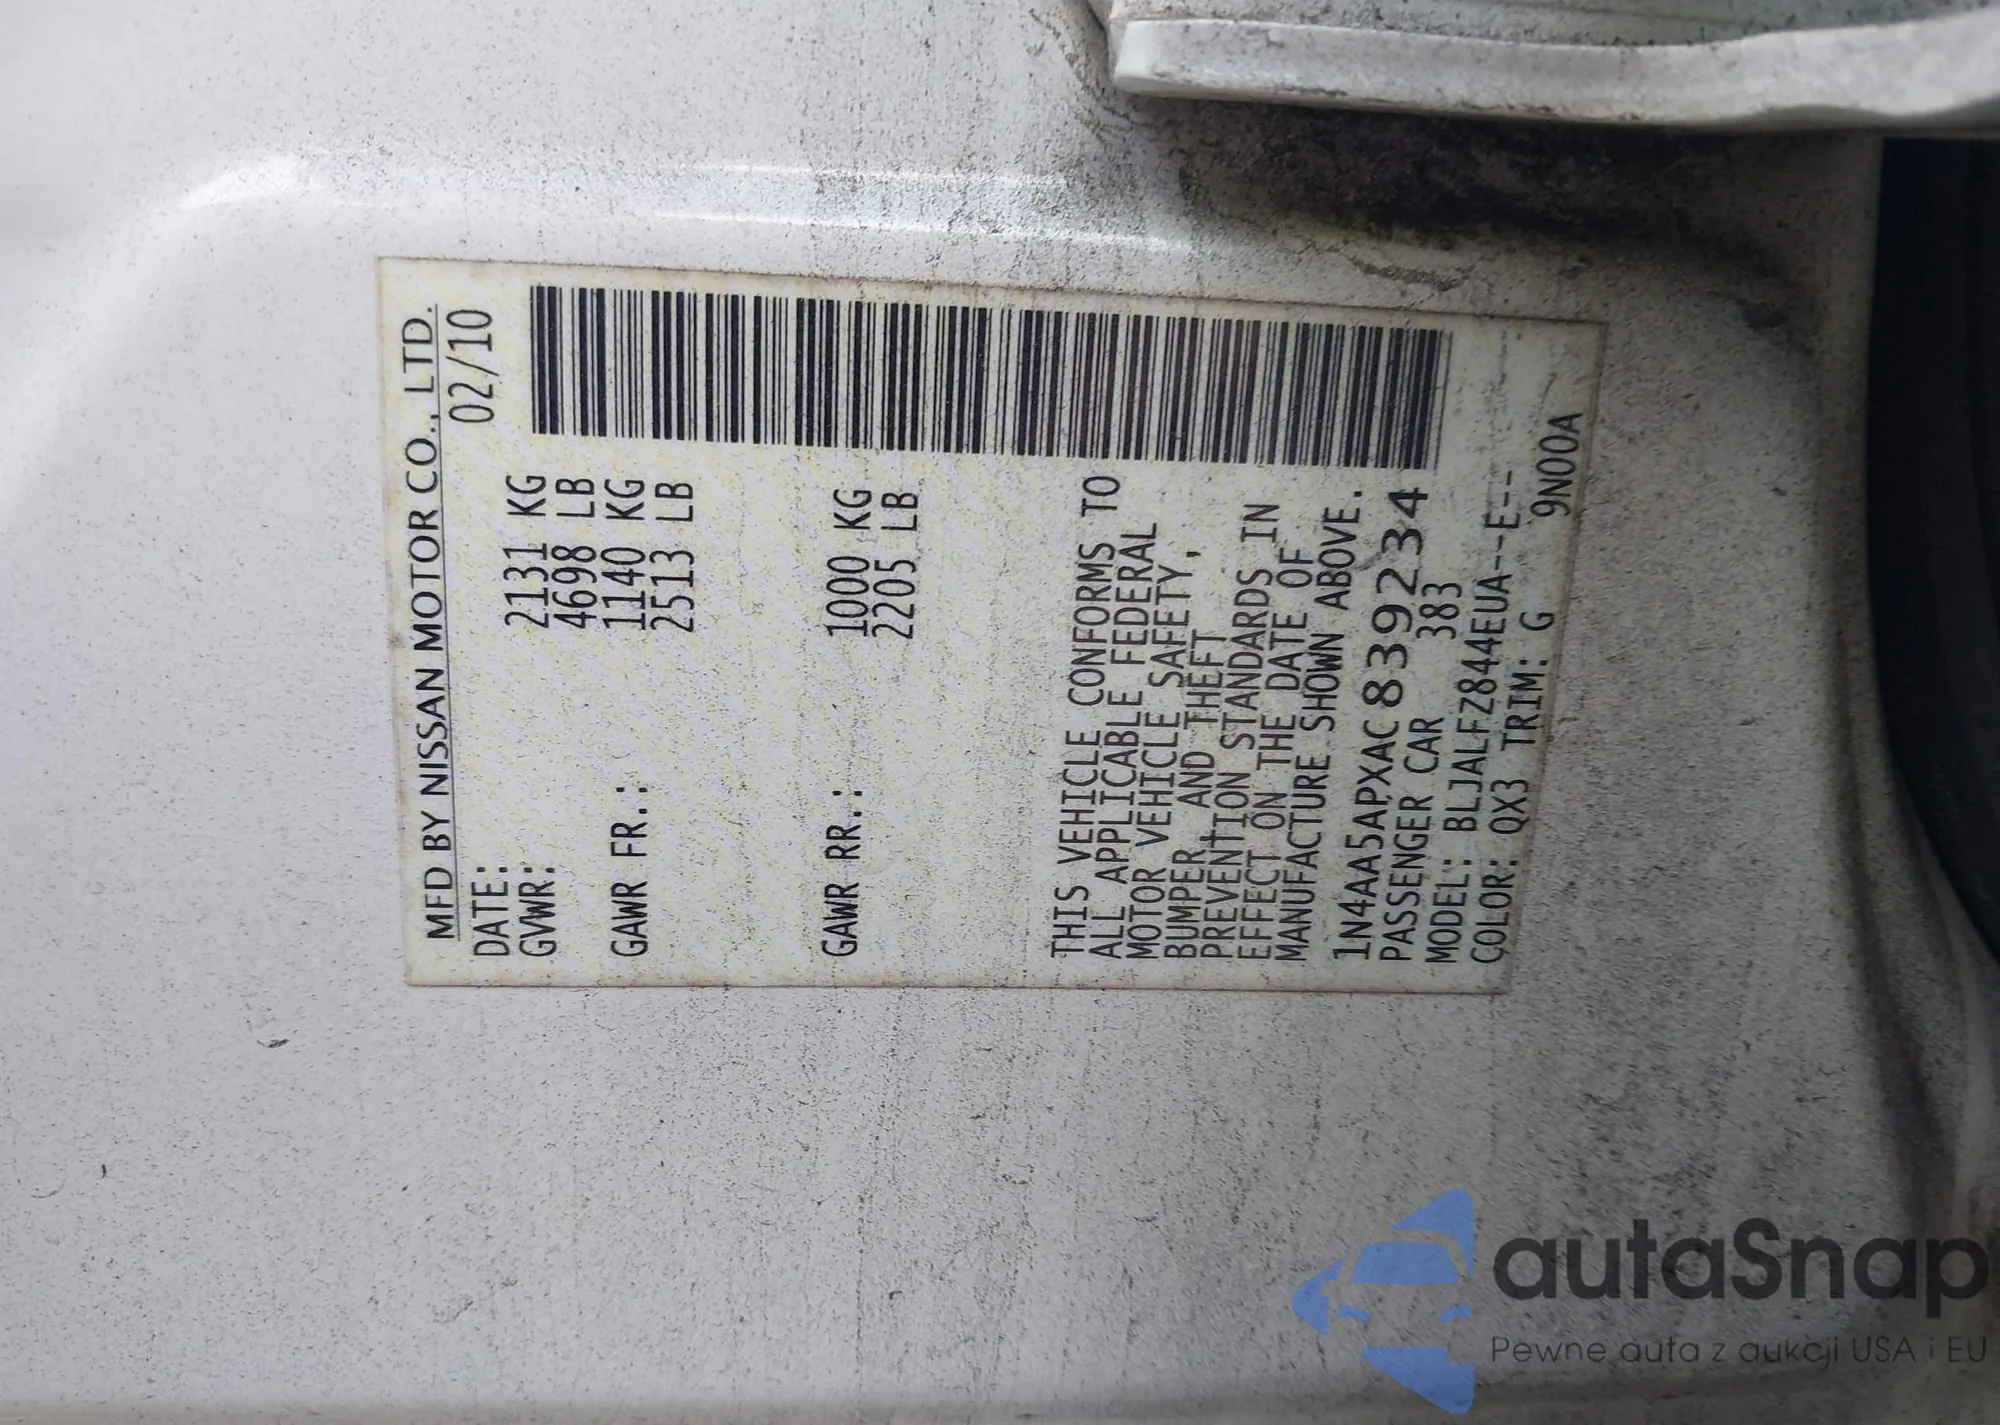 MFD BY NISSAN MOTOR CO., LTD.
DATE: 02/10
GVWR: 2131 KG
4698 LB
GAWR FR.: 1140 KG
2513 LB
GAWR RR.: 1000 KG
2205 LB
THIS VEHICLE CONFORMS TO
ALL APPLICABLE FEDERAL
MOTOR VEHICLE SAFETY,
BUMPER AND THEFT
PREVENTION STANDARDS IN
EFFECT ON THE DATE OF
MANUFACTURE SHOWN ABOVE.
1N4AA5APXAC839234
PASSENGER CAR 383
MODEL: BLJALFZ844EUA--E--
COLOR: QX3 TRIM: G
9N00A
autaSnap
Pewne auta z aukcji USA i EU